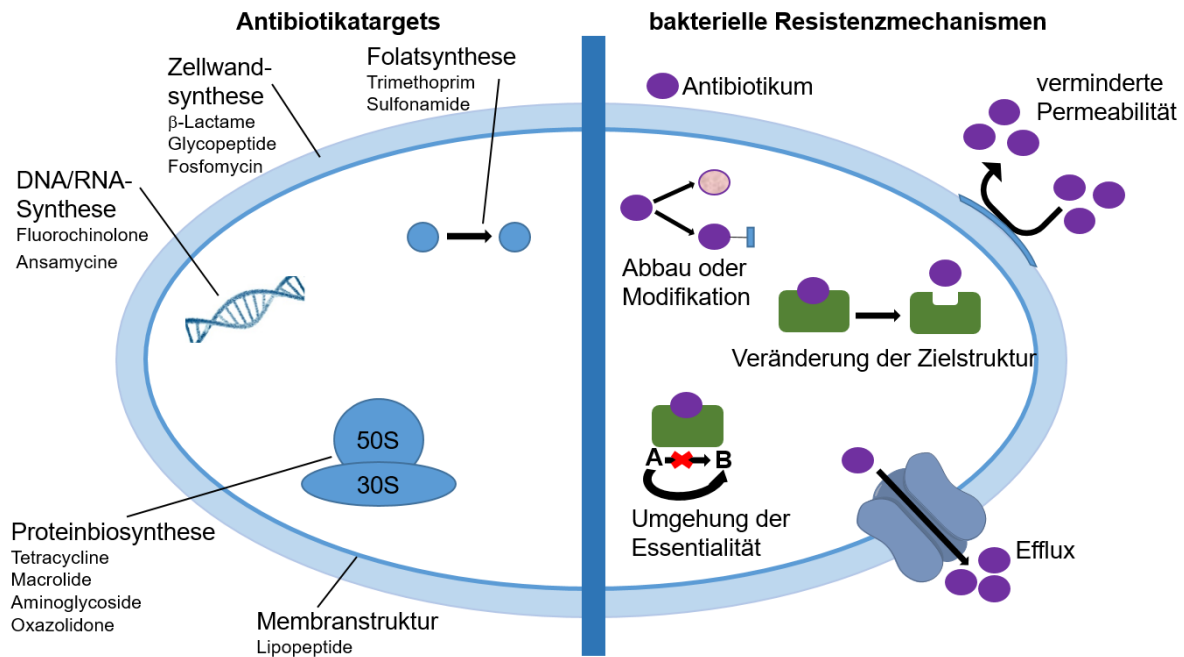 Antibiotikatargets
Zellwand-
synthese
β-Lactame
Glycopeptide
Fosfomycin
Folatsynthese
Trimethoprim
Sulfonamide
DNA/RNA-
Synthese
Fluorochinolone
Ansamycine
50S
30S
Proteinbiosynthese
Tetracycline
Macrolide
Aminoglycoside
Oxazolidone
Membranstruktur
Lipopeptide
bakterielle Resistenzmechanismen
Antibiotikum
verminderte
Permeabilität
Abbau oder
Modifikation
Veränderung der Zielstruktur
A B
Umgehung der
Essentialität
Efflux